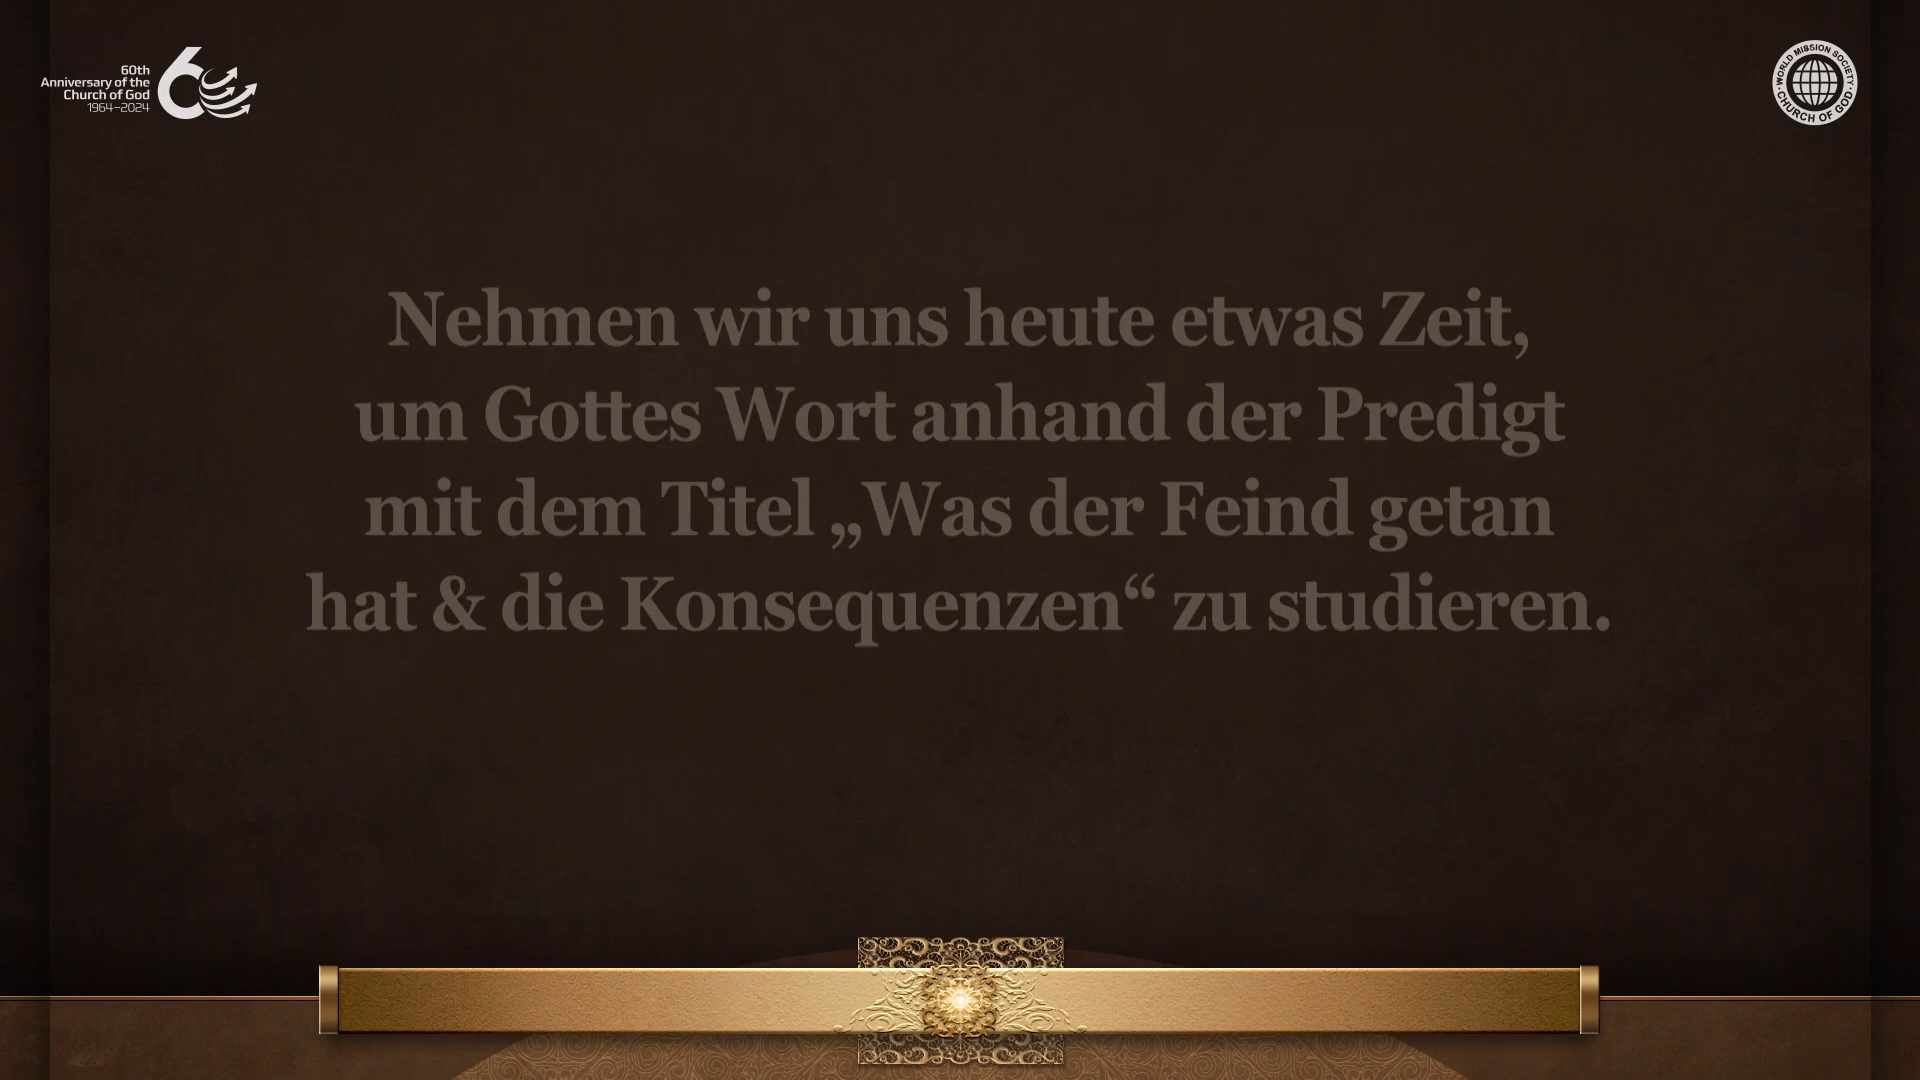 60th
Anniversary of the
Church of God
1964–2024
60
WORLD MISSION SOCIETY
CHURCH OF GOD
Nehmen wir uns heute etwas Zeit,
um Gottes Wort anhand der Predigt
mit dem Titel „Was der Feind getan
hat & die Konsequenzen“ zu studieren.